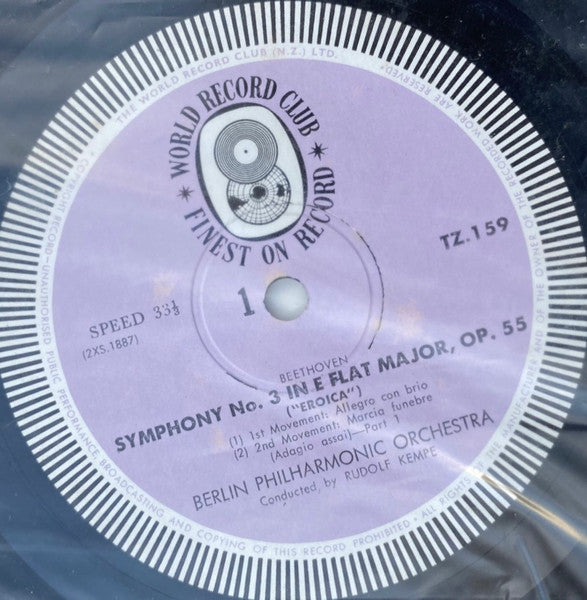 THE WORLD RECORD CLUB (N.Z.) LTD.
ALL RIGHTS OF THE MANUFACTURER AND OF THE OWNER OF THE RECORDED WORK ARE RESERVED.
COPYRIGHT RECORD—UNAUTHORISED PUBLIC PERFORMANCE BROADCASTING AND COPYING OF THIS RECORD PROHIBITED •
★ WORLD RECORD CLUB ★
FINEST ON RECORD
TZ.159
SPEED 33⅓
1
(2XS.1887)
BEETHOVEN
SYMPHONY No. 3 IN E FLAT MAJOR, OP. 55
("EROICA")
(1) 1st Movement: Allegro con brio
(2) 2nd Movement: Marcia funebre
(Adagio assai)—Part 1
BERLIN PHILHARMONIC ORCHESTRA
Conducted by RUDOLF KEMPE